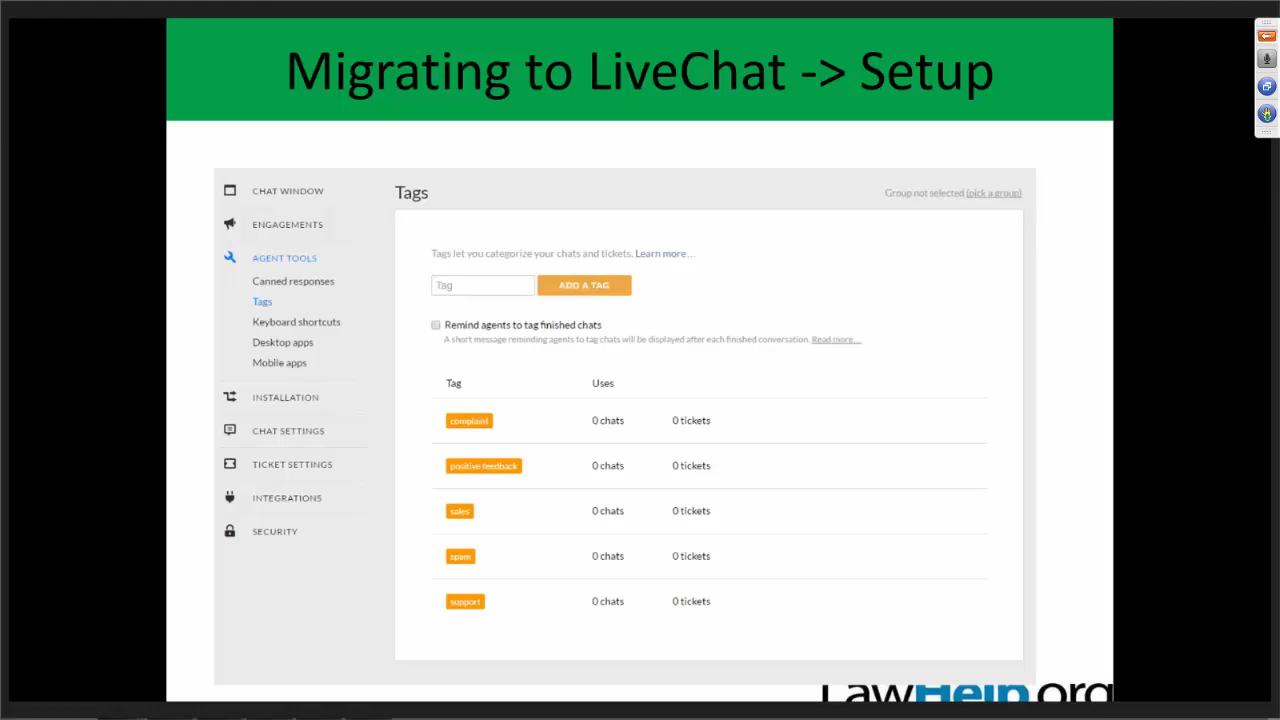 Migrating to LiveChat -> Setup
CHAT WINDOW
ENGAGEMENTS
AGENT TOOLS
Canned responses
Tags
Keyboard shortcuts
Desktop apps
Mobile apps
INSTALLATION
CHAT SETTINGS
TICKET SETTINGS
INTEGRATIONS
SECURITY
Tags
Group not selected (pick a group)
Tags let you categorize your chats and tickets. Learn more...
Tag
ADD A TAG
Remind agents to tag finished chats
A short message reminding agents to tag chats will be displayed after each finished conversation. Read more...
Tag Uses
complaint 0 chats 0 tickets
positive feedback 0 chats 0 tickets
sales 0 chats 0 tickets
spam 0 chats 0 tickets
support 0 chats 0 tickets
LawHelp.org